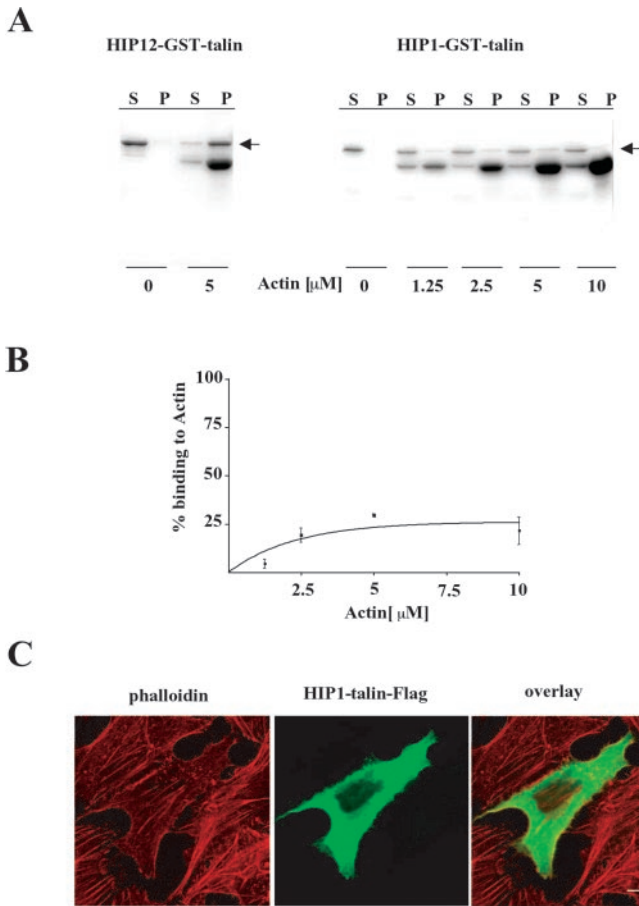 A
HIP12-GST-talin HIP1-GST-talin
S P S P S P S P S P S P S P
0 5 Actin [μM] 0 1.25 2.5 5 10
B
100
75
50
25
% binding to Actin
2.5 5 7.5 10
Actin[ μM]
C
phalloidin HIP1-talin-Flag overlay